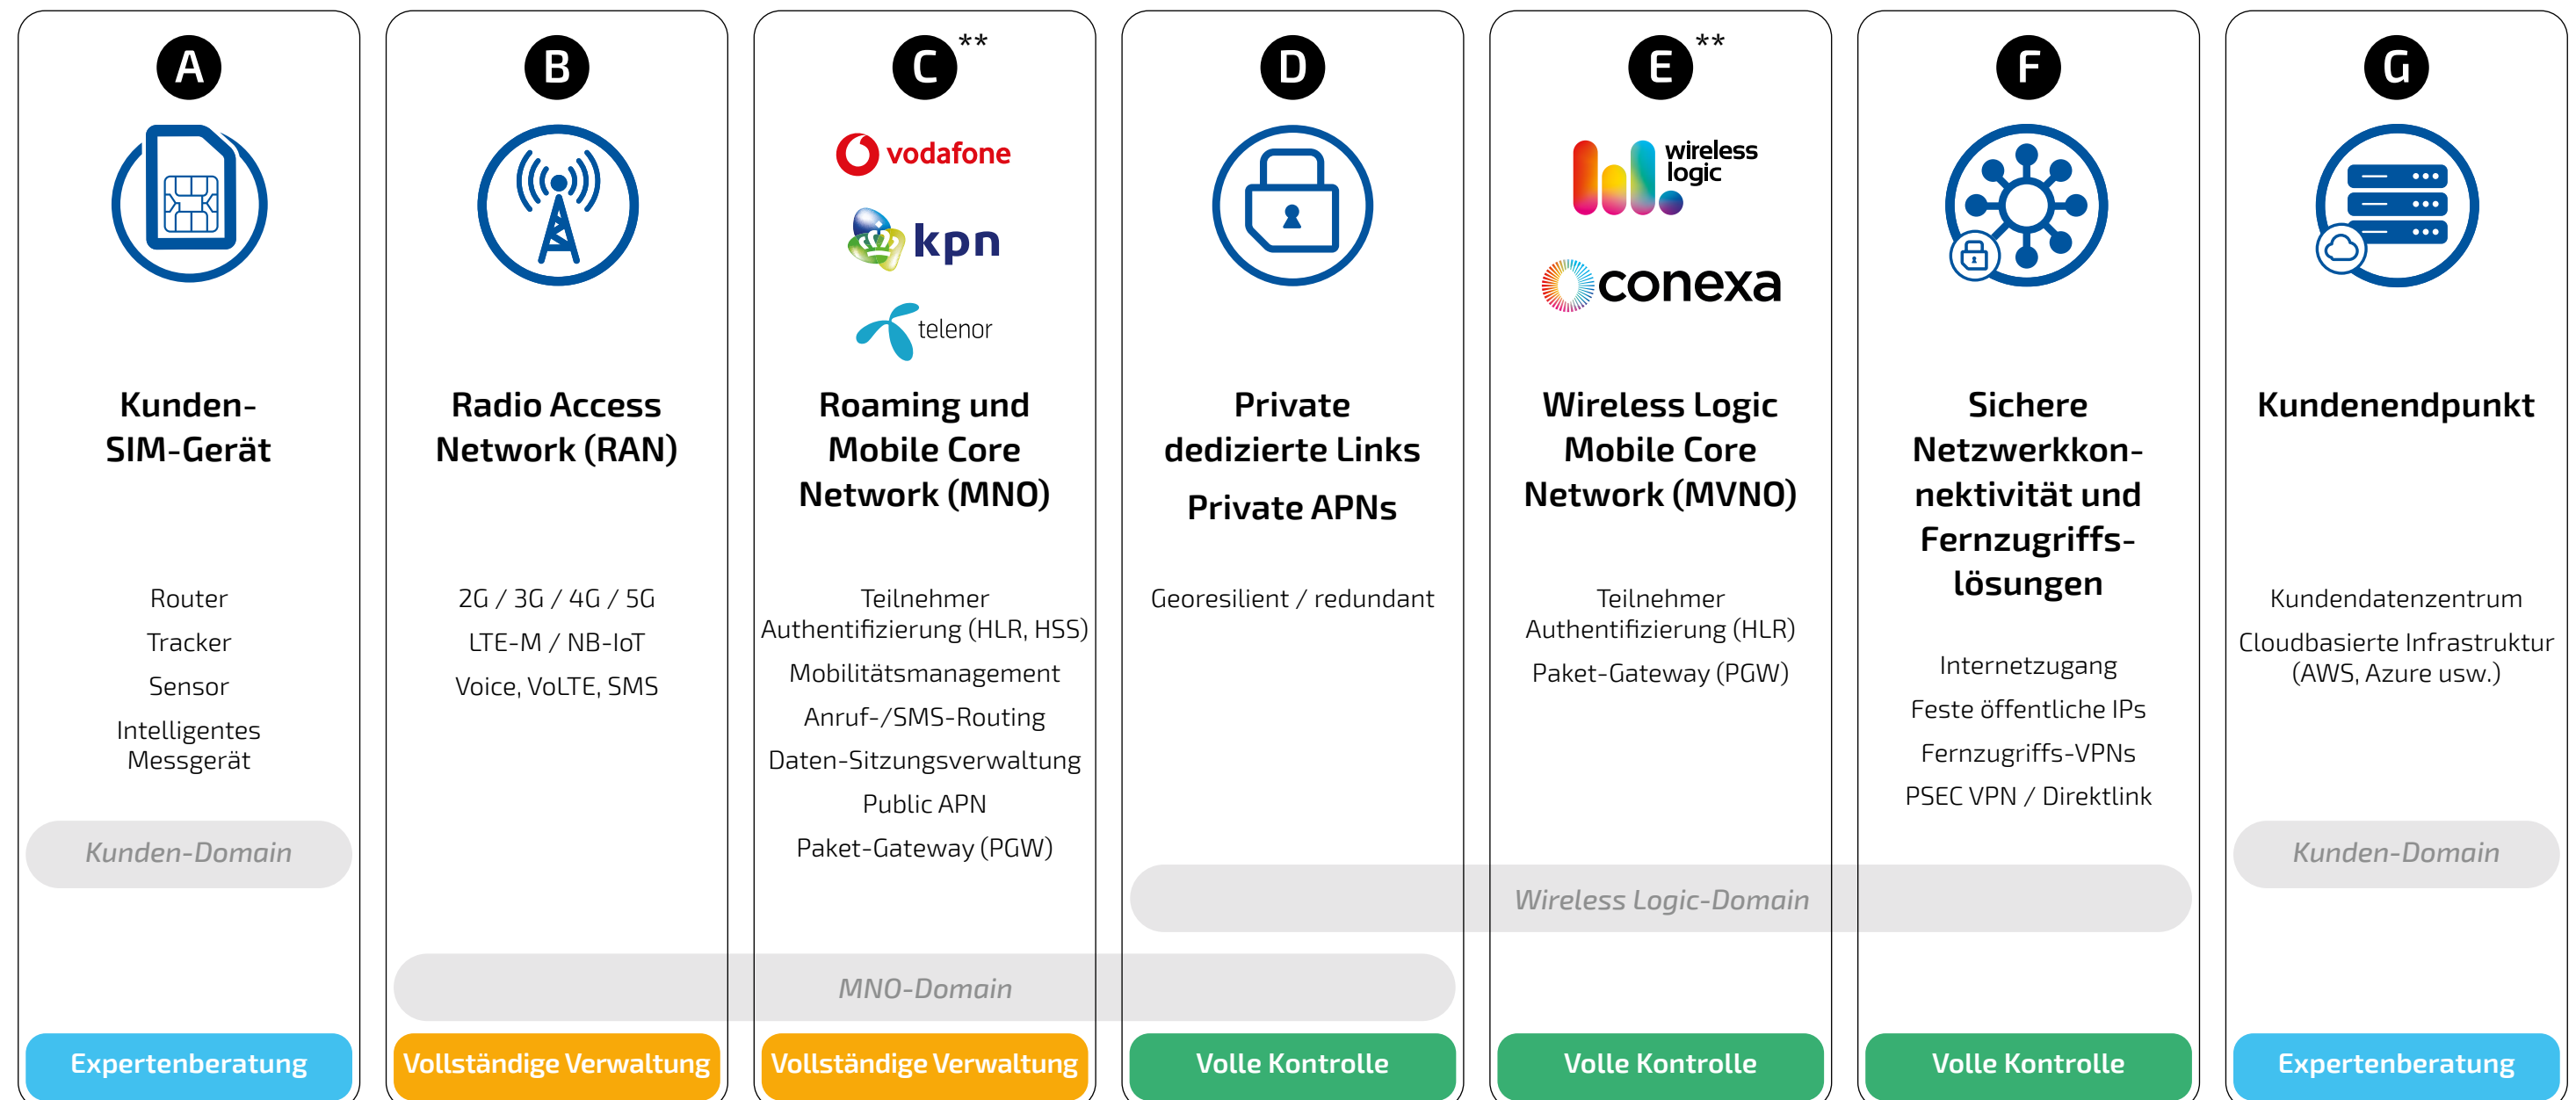 A
Kunden-
SIM-Gerät
Router
Tracker
Sensor
Intelligentes
Messgerät
Kunden-Domain
Expertenberatung
B
Radio Access
Network (RAN)
2G / 3G / 4G / 5G
LTE-M / NB-IoT
Voice, VoLTE, SMS
Vollständige Verwaltung
C **
vodafone
kpn
telenor
Roaming und
Mobile Core
Network (MNO)
Teilnehmer
Authentifizierung (HLR, HSS)
Mobilitätsmanagement
Anruf-/SMS-Routing
Daten-Sitzungsverwaltung
Public APN
Paket-Gateway (PGW)
MNO-Domain
Vollständige Verwaltung
D
Private
dedizierte Links
Private APNs
Georesilient / redundant
Volle Kontrolle
E **
wireless
logic
conexa
Wireless Logic
Mobile Core
Network (MVNO)
Teilnehmer
Authentifizierung (HLR)
Paket-Gateway (PGW)
Wireless Logic-Domain
Volle Kontrolle
F
Sichere
Netzwerkkon-
nektivität und
Fernzugriffs-
lösungen
Internetzugang
Feste öffentliche IPs
Fernzugriffs-VPNs
PSEC VPN / Direktlink
Volle Kontrolle
G
Kundenendpunkt
Kundendatenzentrum
Cloudbasierte Infrastruktur
(AWS, Azure usw.)
Kunden-Domain
Expertenberatung